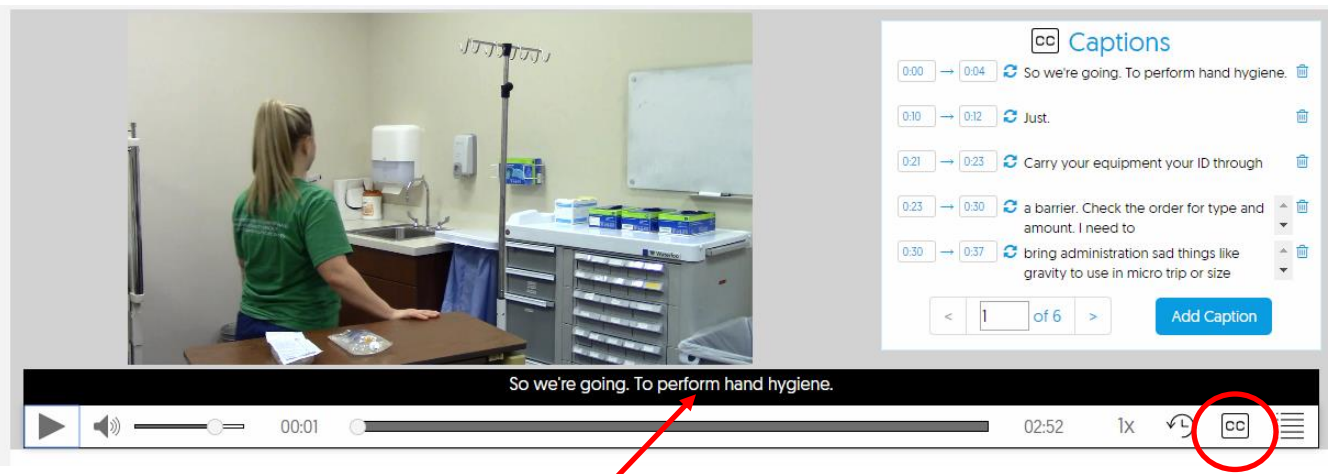 CC Captions
0:00 → 0:04 So we're going. To perform hand hygiene.
0:10 → 0:12 Just.
0:21 → 0:23 Carry your equipment your ID through
0:23 → 0:30 a barrier. Check the order for type and
amount. I need to
0:30 → 0:37 bring administration sad things like
gravity to use in micro trip or size
< 1 of 6 > Add Caption
So we're going. To perform hand hygiene.
00:01 02:52 1x CC